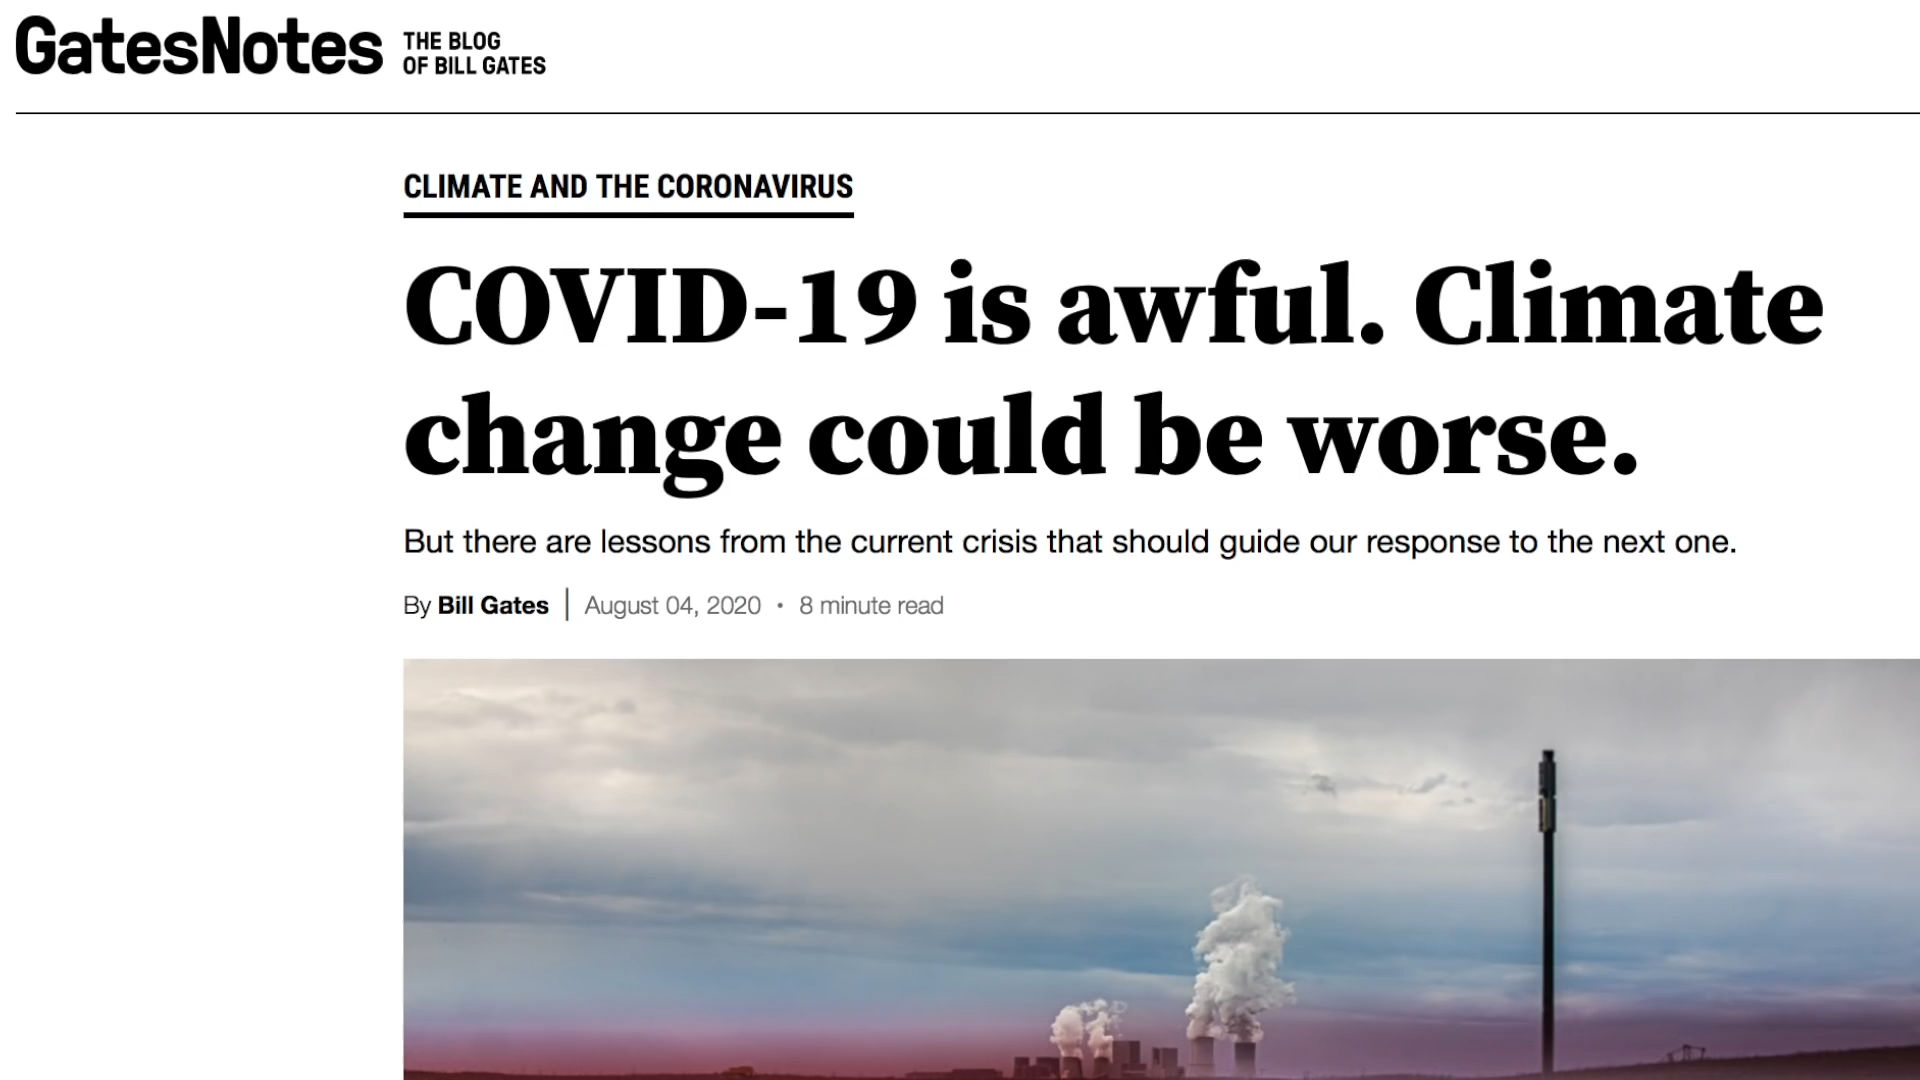 GatesNotes
THE BLOG
OF BILL GATES
CLIMATE AND THE CORONAVIRUS
COVID-19 is awful. Climate
change could be worse.
But there are lessons from the current crisis that should guide our response to the next one.
By Bill Gates | August 04, 2020 • 8 minute read